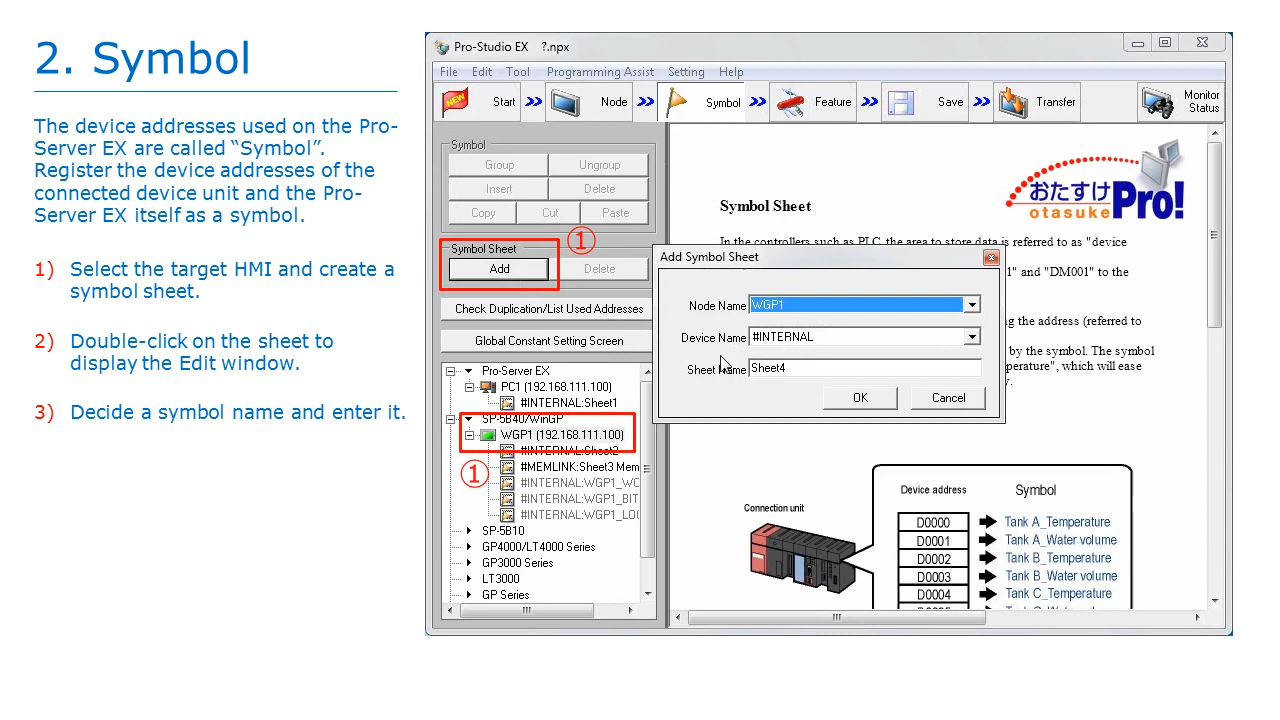 2. Symbol
The device addresses used on the Pro-
Server EX are called “Symbol”.
Register the device addresses of the
connected device unit and the Pro-
Server EX itself as a symbol.
1) Select the target HMI and create a
symbol sheet.
2) Double-click on the sheet to
display the Edit window.
3) Decide a symbol name and enter it.
Pro-Studio EX ?.npx
File Edit Tool Programming Assist Setting Help
NEW Start Node Symbol Feature Save Transfer Monitor Status
Symbol
Group Ungroup
Insert Delete
Copy Cut Paste
①
Symbol Sheet
Add Delete
Check Duplication/List Used Addresses
Global Constant Setting Screen
Pro-Server EX
PC1 (192.168.111.100)
#INTERNAL:Sheet1
SP-5B40/WinGP
WGP1 (192.168.111.100)
#INTERNAL:Sheet2
①
#MEMLINK:Sheet3 Mem
#INTERNAL:WGP1_WO
#INTERNAL:WGP1_BIT
#INTERNAL:WGP1_LOG
SP-5B10
GP4000/LT4000 Series
GP3000 Series
LT3000
GP Series
おたすけ Pro!
otasuke
Symbol Sheet
In the controllers such as PLC, the area to store data is referred to as "device
1" and "DM001" to the
ng the address (referred to
by the symbol. The symbol
perature", which will ease
Add Symbol Sheet
Node Name WGP1
Device Name #INTERNAL
Sheet Name Sheet4
OK Cancel
Connection unit
Device address Symbol
D0000 Tank A_Temperature
D0001 Tank A_Water volume
D0002 Tank B_Temperature
D0003 Tank B_Water volume
D0004 Tank C_Temperature